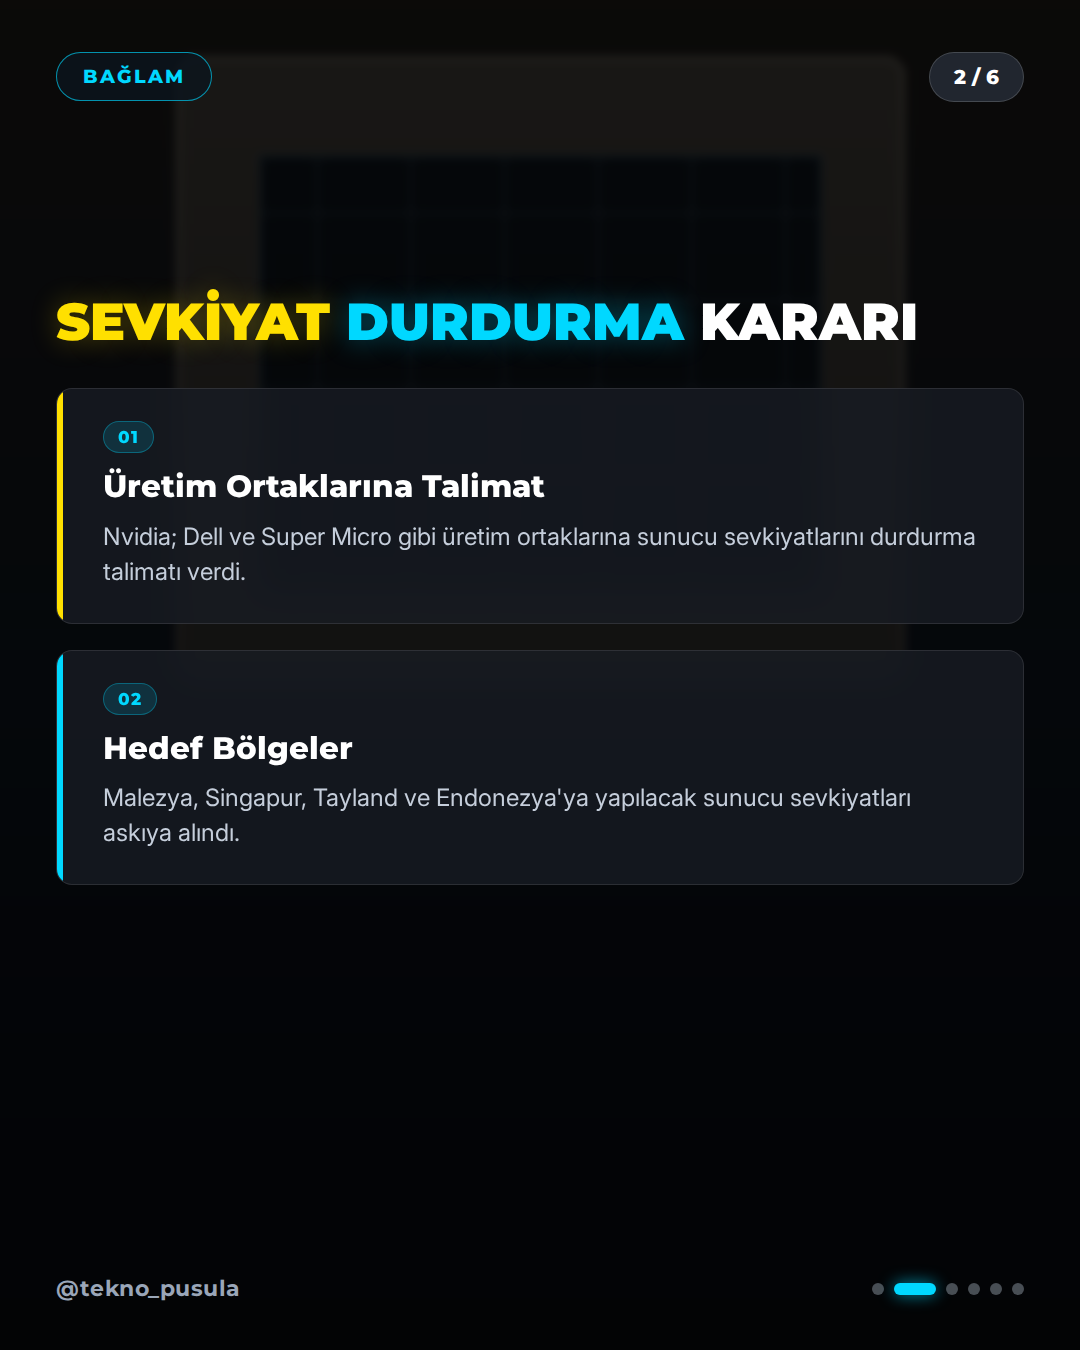 BAĞLAM
2 / 6
SEVKİYAT DURDURMA KARARI
01
Üretim Ortaklarına Talimat
Nvidia; Dell ve Super Micro gibi üretim ortaklarına sunucu sevkiyatlarını durdurma
talimatı verdi.
02
Hedef Bölgeler
Malezya, Singapur, Tayland ve Endonezya'ya yapılacak sunucu sevkiyatları
askıya alındı.
@tekno_pusula